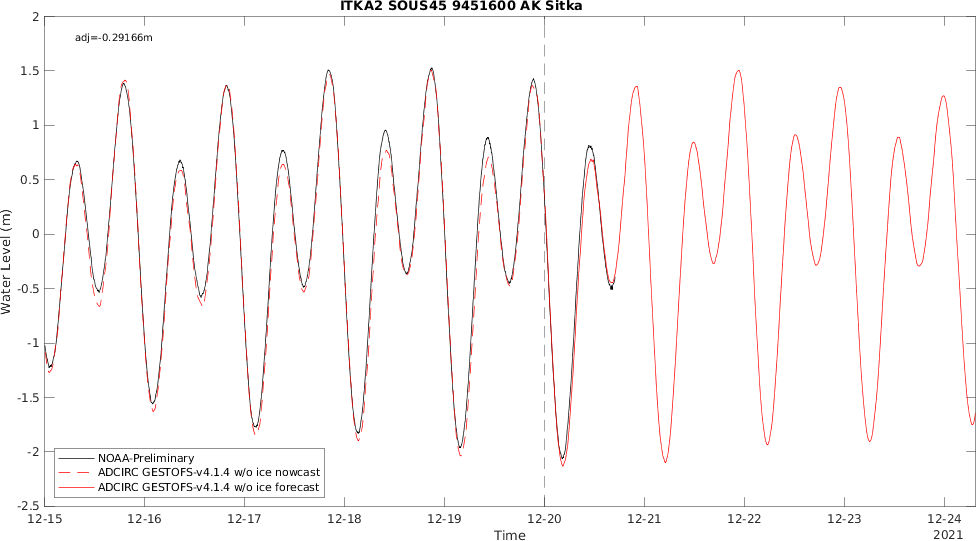 ITKA2 SOUS45 9451600 AK Sitka
adj=-0.29166m
2
1.5
1
0.5
0
-0.5
-1
-1.5
-2
-2.5
Water Level (m)
NOAA-Preliminary
ADCIRC GESTOFS-v4.1.4 w/o ice nowcast
ADCIRC GESTOFS-v4.1.4 w/o ice forecast
12-15 12-16 12-17 12-18 12-19 12-20 12-21 12-22 12-23 12-24
Time
2021